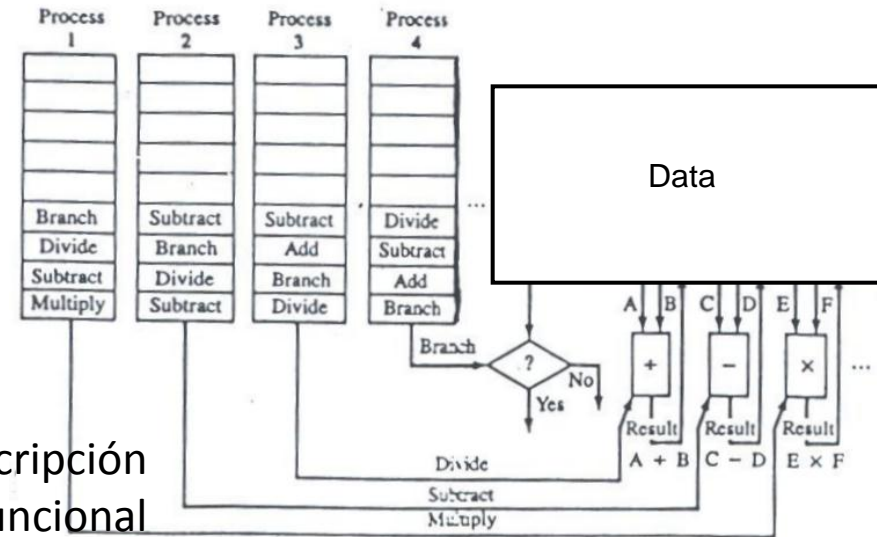 Process 1
Process 2
Process 3
Process 4
Branch
Divide
Subtract
Multiply
Subtract
Branch
Divide
Subtract
Subtract
Add
Branch
Divide
Divide
Subtract
Add
Branch
...
Data
A B C D E F
Branch
?
No
Yes
+
−
×
...
Result Result Result
A + B C − D E × F
Divide
Subtract
Multiply
cripción
uncional